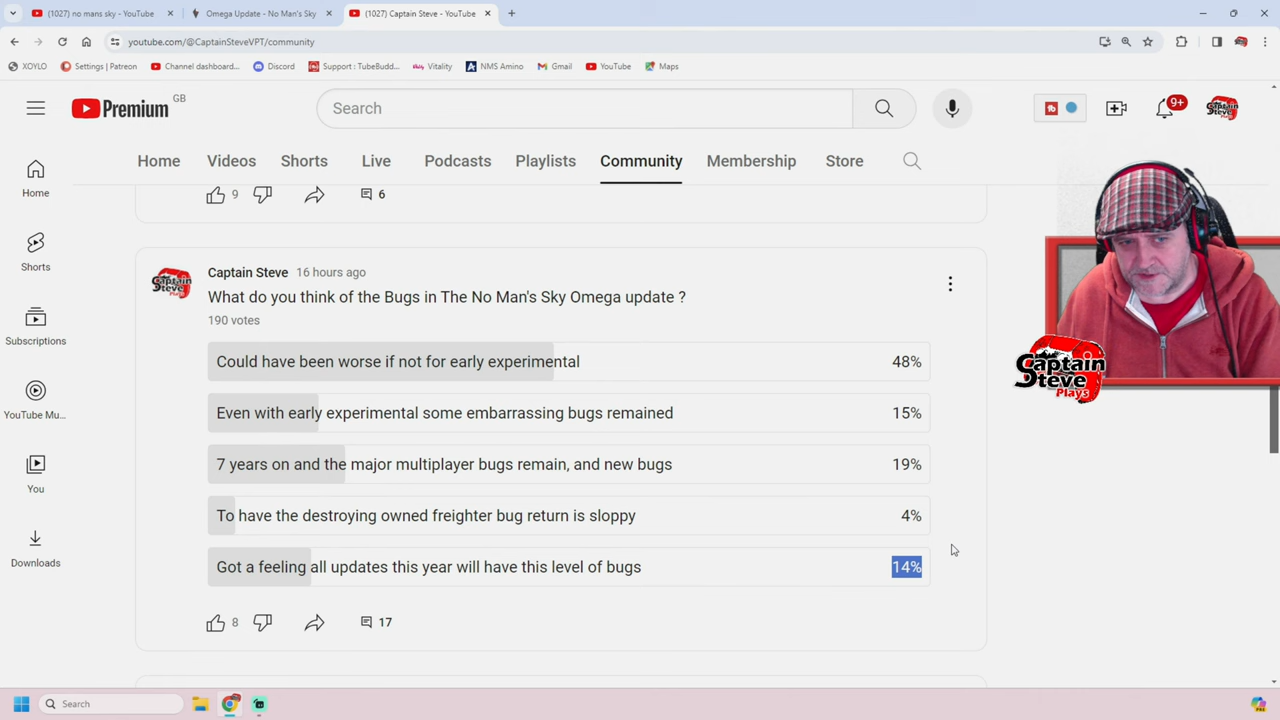 (1027) no mans sky - YouTube
Omega Update - No Man's Sky
(1027) Captain Steve - YouTube
youtube.com/@CaptainSteveVPT/community
XOYLO
Settings | Patreon
Channel dashboard...
Discord
Support : TubeBudd...
Vitality
NMS Amino
Gmail
YouTube
Maps
Premium GB
Search
9+
Home Videos Shorts Live Podcasts Playlists Community Membership Store
Home
Shorts
Subscriptions
YouTube Mu...
You
Downloads
9 6
Captain Steve 16 hours ago
What do you think of the Bugs in The No Man's Sky Omega update ?
190 votes
Could have been worse if not for early experimental 48%
Even with early experimental some embarrassing bugs remained 15%
7 years on and the major multiplayer bugs remain, and new bugs 19%
To have the destroying owned freighter bug return is sloppy 4%
Got a feeling all updates this year will have this level of bugs 14%
8 17
Captain
Steve
Plays
Search